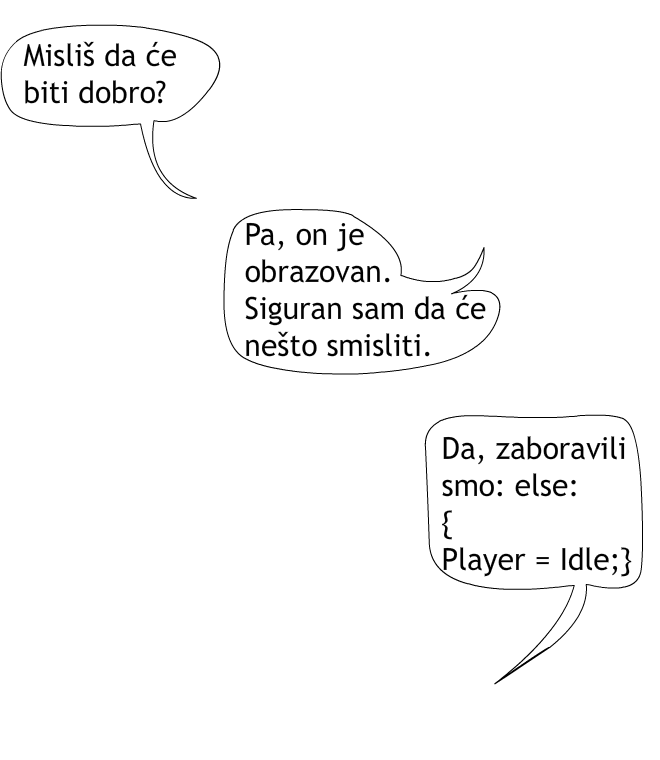 Misliš da će
biti dobro?
Pa, on je
obrazovan.
Siguran sam da će
nešto smisliti.
Da, zaboravili
smo: else:
{
Player = Idle;}